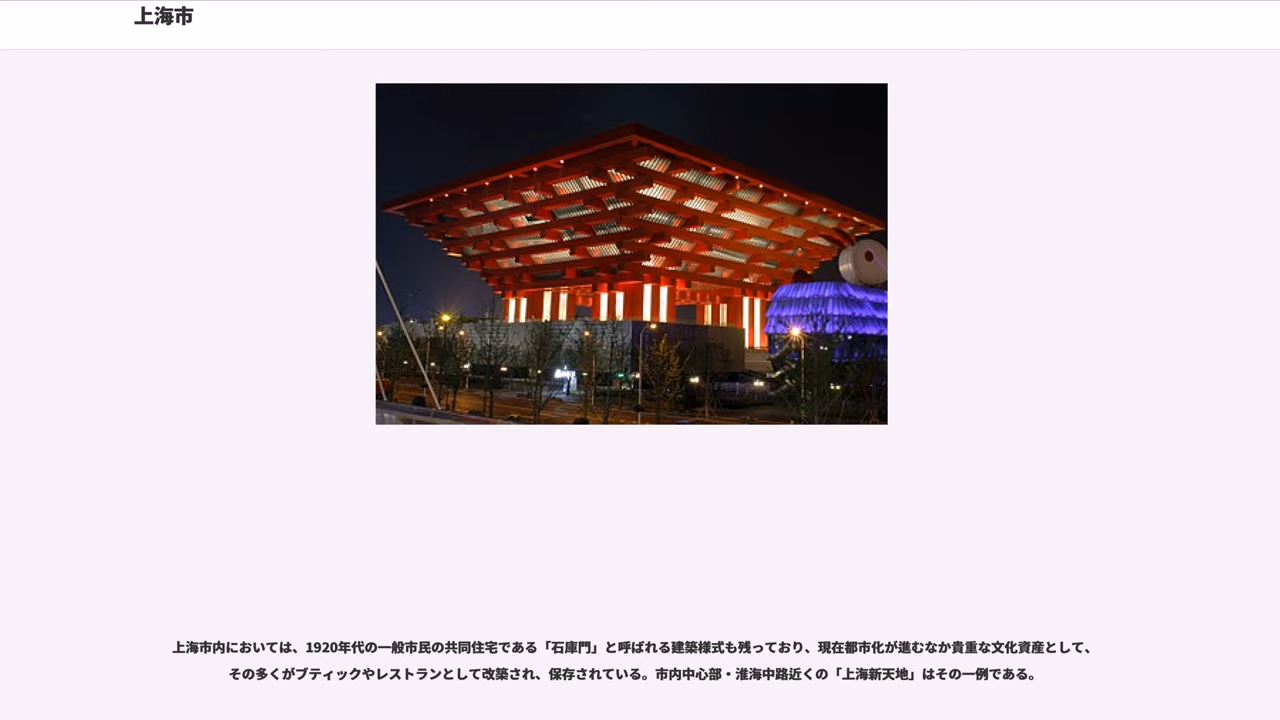 上海市
上海市内においては、1920年代の一般市民の共同住宅である「石庫門」と呼ばれる建築様式も残っており、現在都市化が進むなか貴重な文化資産として、
その多くがブティックやレストランとして改築され、保存されている。市内中心部・淮海中路近くの「上海新天地」はその一例である。